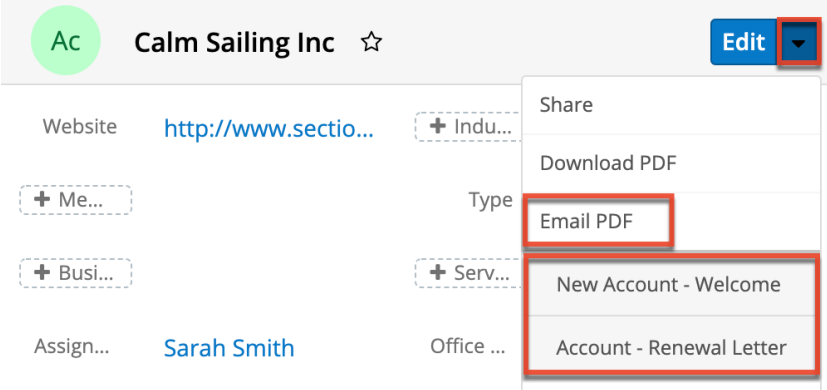 Ac
Calm Sailing Inc
Edit
Share
Website
http://www.sectio...
Indu...
Download PDF
Me...
Type
Email PDF
Busi...
Serv...
New Account - Welcome
Assign...
Sarah Smith
Office ...
Account - Renewal Letter